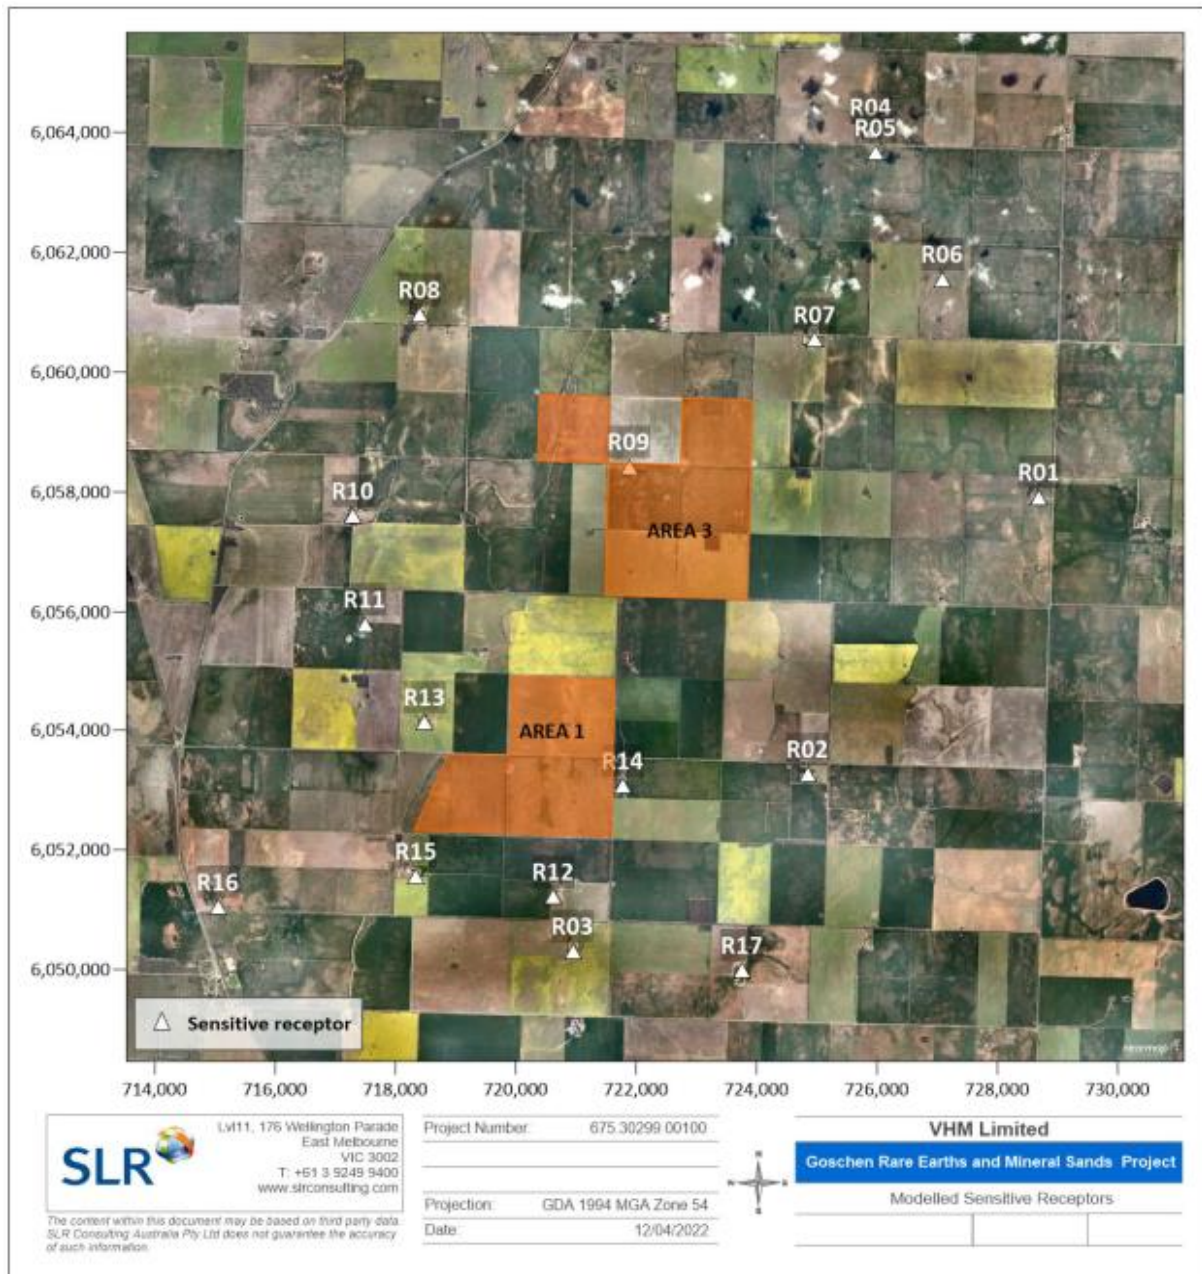 R04
6,064,000
R05
6,062,000
R06
R08
R07
6,060,000
R09
6,058,000
R01
R10
AREA 3
6,056,000
R11
R13
6,054,000
AREA 1
R02
R14
6,052,000
R15
R12
R16
R03
R17
6,050,000
Sensitive receptor
nearmap
714,000 716,000 718,000 720,000 722,000 724,000 726,000 728,000 730,000
SLR
Lvl11, 176 Wellington Parade
East Melbourne
VIC 3002
T: +61 3 9249 9400
www.slrconsulting.com
The content within this document may be based on third party data.
SLR Consulting Australia Pty Ltd does not guarantee the accuracy
of such information.
Project Number: 675.30299.00100
Projection: GDA 1994 MGA Zone 54
Date: 12/04/2022
N
W E
S
VHM Limited
Goschen Rare Earths and Mineral Sands Project
Modelled Sensitive Receptors